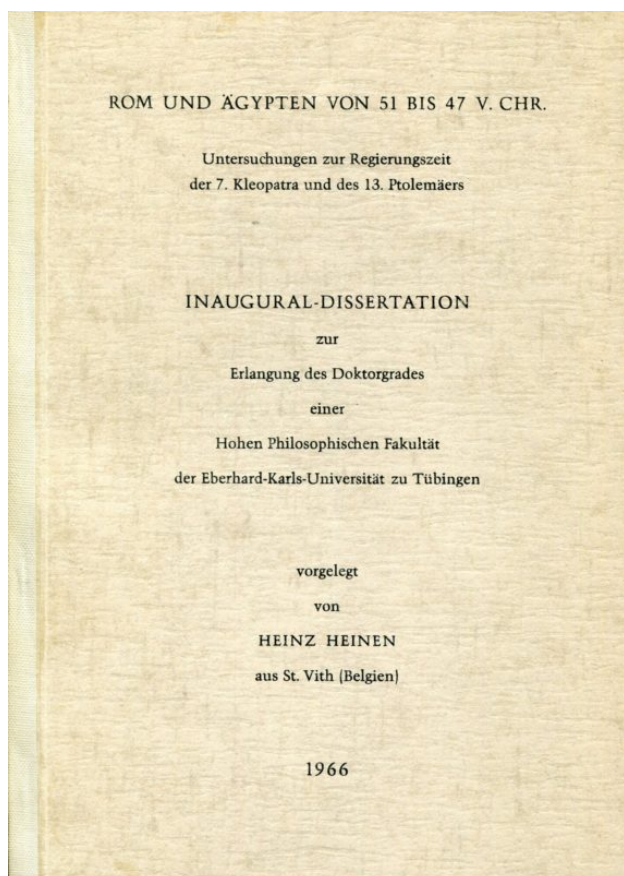 ROM UND ÄGYPTEN VON 51 BIS 47 V. CHR.
Untersuchungen zur Regierungszeit
der 7. Kleopatra und des 13. Ptolemäers
INAUGURAL-DISSERTATION
zur
Erlangung des Doktorgrades
einer
Hohen Philosophischen Fakultät
der Eberhard-Karls-Universität zu Tübingen
vorgelegt
von
HEINZ HEINEN
aus St. Vith (Belgien)
1966